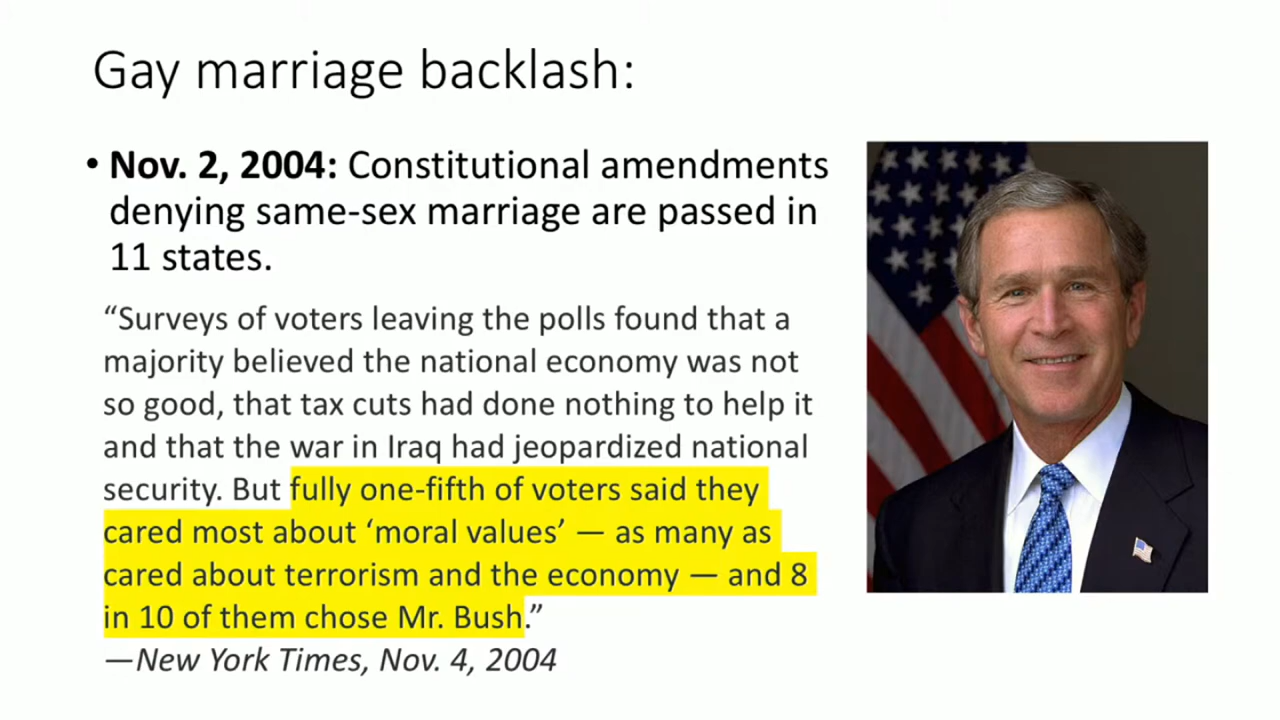 Gay marriage backlash:
• Nov. 2, 2004: Constitutional amendments
denying same-sex marriage are passed in
11 states.
“Surveys of voters leaving the polls found that a
majority believed the national economy was not
so good, that tax cuts had done nothing to help it
and that the war in Iraq had jeopardized national
security. But fully one-fifth of voters said they
cared most about ‘moral values’ — as many as
cared about terrorism and the economy — and 8
in 10 of them chose Mr. Bush.”
—New York Times, Nov. 4, 2004